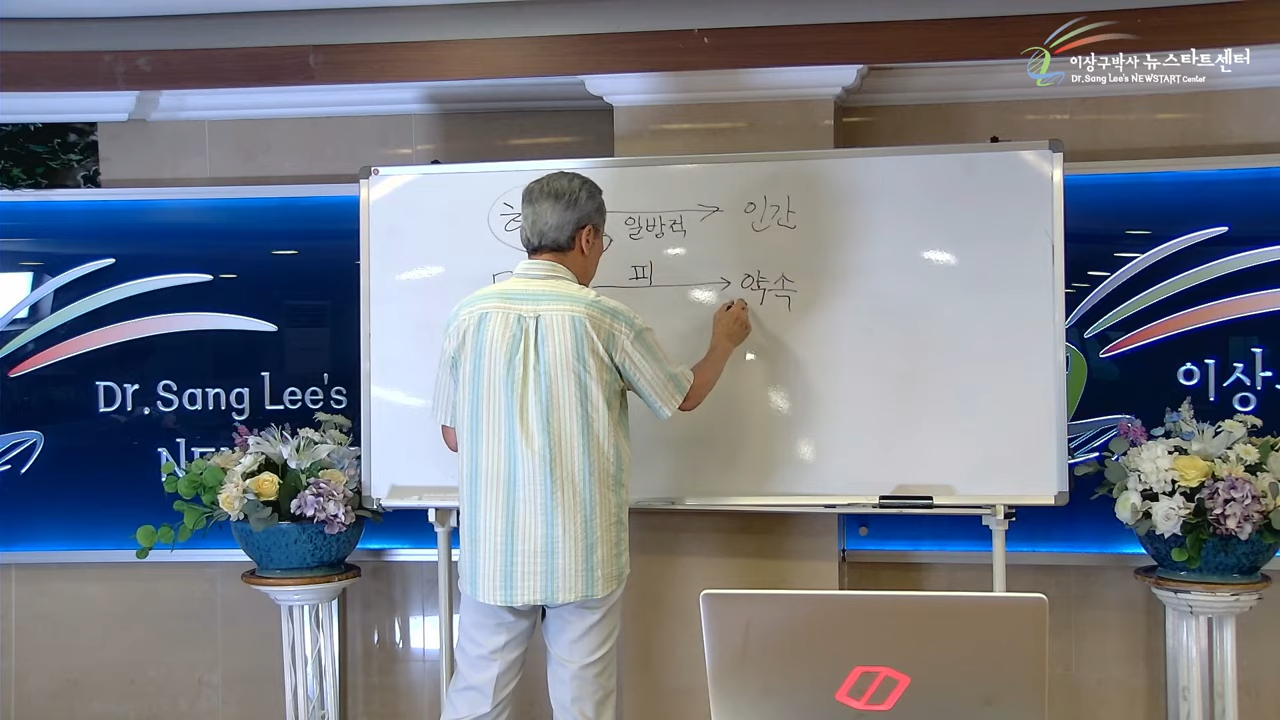 이상구박사 뉴스타트센터
Dr. Sang Lee's NEWSTART Center
일방적 인간
피 약속
Dr. Sang Lee's
이상